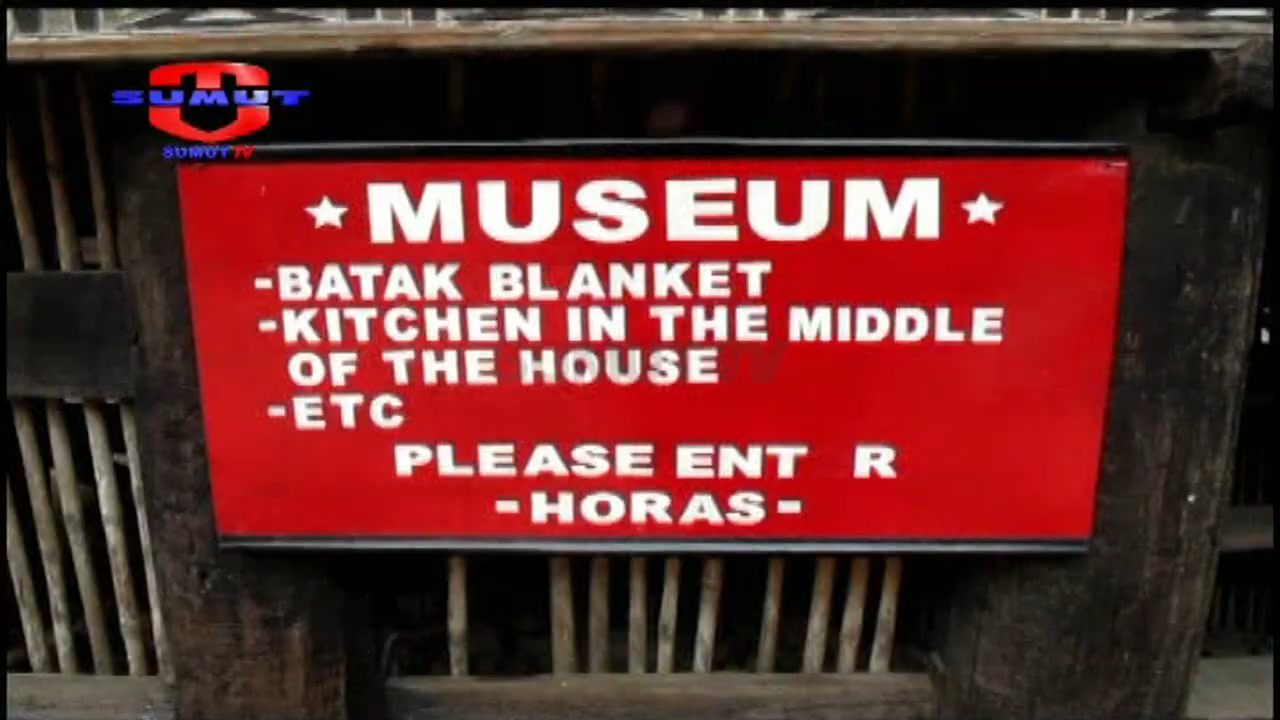 SUMUT
SUMUT TV
★ MUSEUM ★
-BATAK BLANKET
-KITCHEN IN THE MIDDLE
OF THE HOUSE
-ETC
PLEASE ENT R
-HORAS-